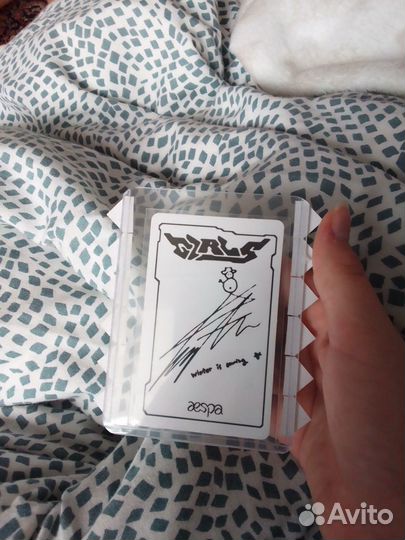 GIRLS
winter is coming
aespa
Avito